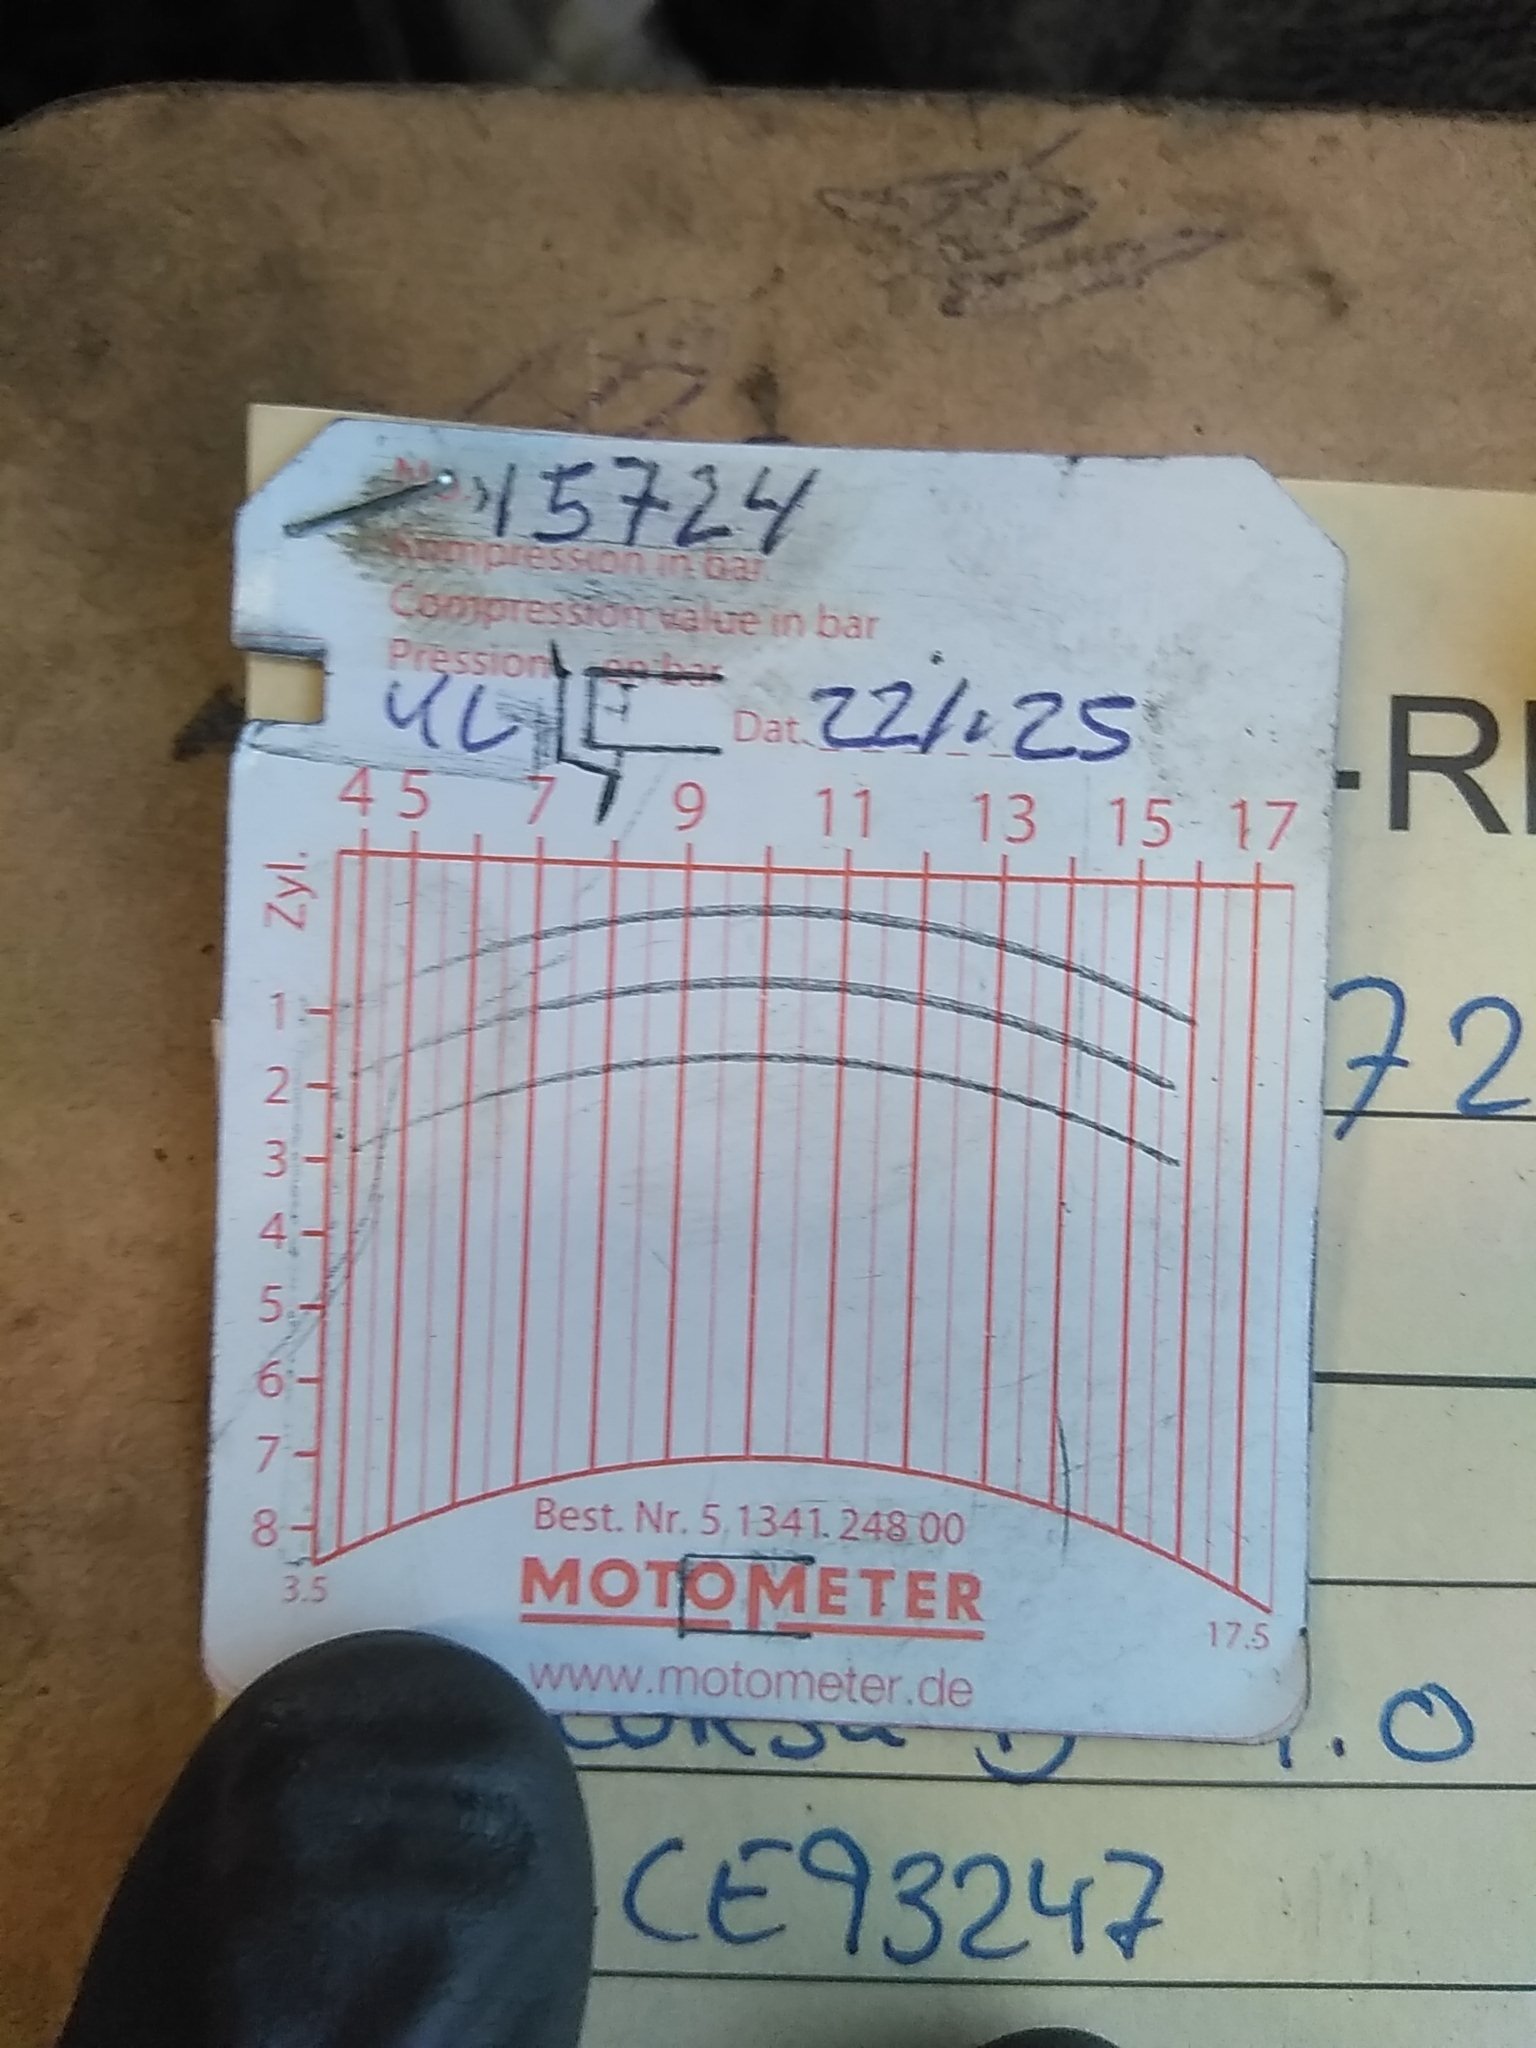 No. 15724
Kompression in bar
Compression value in bar
Pression en bar
Dat. 22/1.25
4 5 7 9 11 13 15 17
Zyl.
1
2
3
4
5
6
7
8
3.5
17.5
Best. Nr. 5.1341.248.00
MOTOMETER
www.motometer.de
-R
72
1.0
CE93247